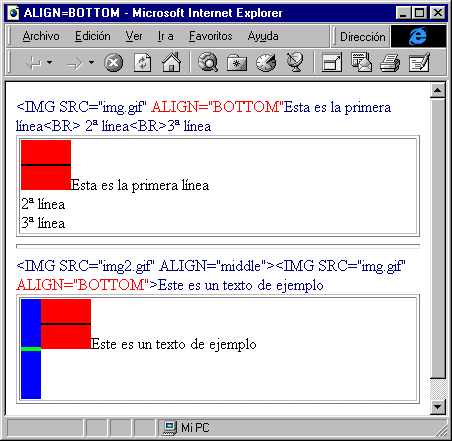 ALIGN=BOTTOM - Microsoft Internet Explorer
Archivo Edición Ver Ir a Favoritos Ayuda Dirección
<IMG SRC="img.gif" ALIGN="BOTTOM"Esta es la primera
línea<BR> 2ª línea<BR>3ª línea
Esta es la primera línea
2ª línea
3ª línea
<IMG SRC="img2.gif" ALIGN="middle"><IMG SRC="img.gif"
ALIGN="BOTTOM">Este es un texto de ejemplo
Este es un texto de ejemplo
Mi PC